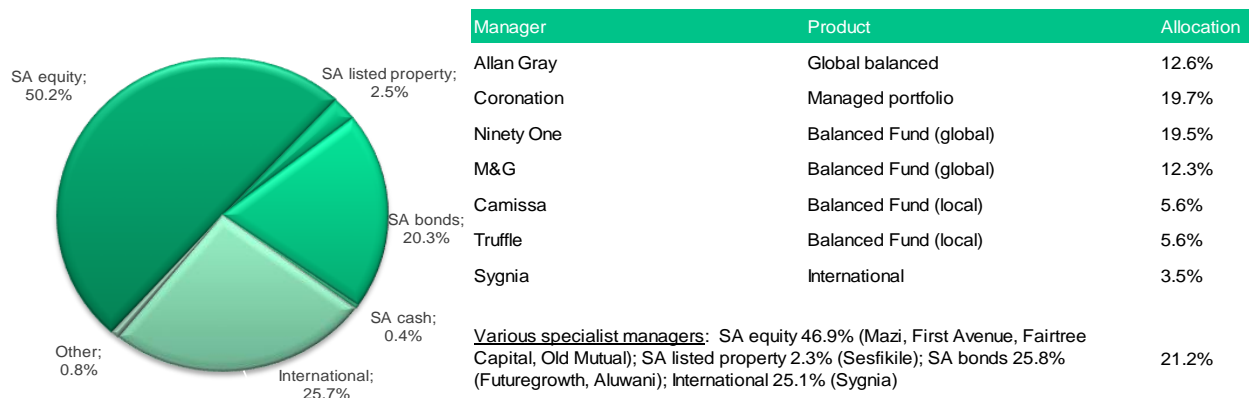 SA equity;
50.2%
SA listed property;
2.5%
SA bonds;
20.3%
SA cash;
0.4%
International;
25.7%
Other;
0.8%
Manager Product Allocation
Allan Gray Global balanced 12.6%
Coronation Managed portfolio 19.7%
Ninety One Balanced Fund (global) 19.5%
M&G Balanced Fund (global) 12.3%
Camissa Balanced Fund (local) 5.6%
Truffle Balanced Fund (local) 5.6%
Sygnia International 3.5%
Various specialist managers: SA equity 46.9% (Mazi, First Avenue, Fairtree
Capital, Old Mutual); SA listed property 2.3% (Sesfikile); SA bonds 25.8% 21.2%
(Futuregrowth, Aluwani); International 25.1% (Sygnia)